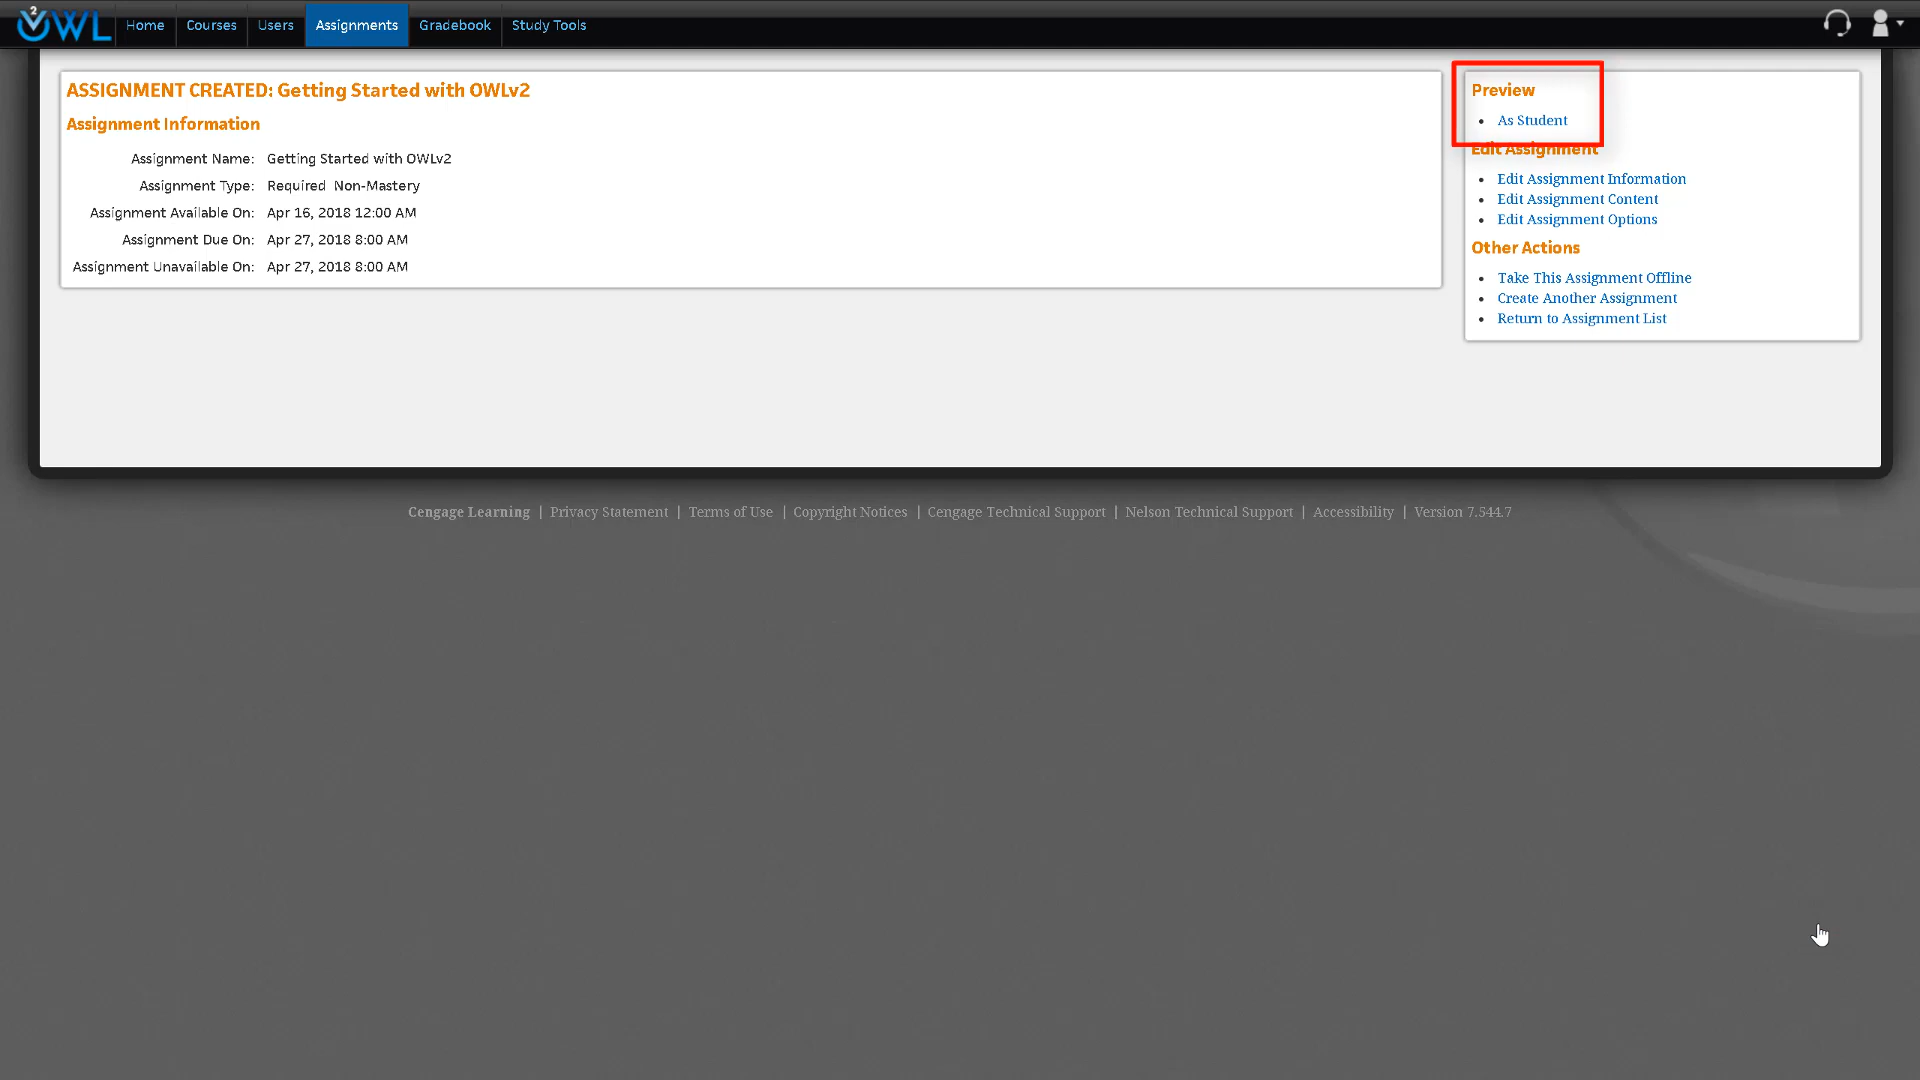 2
OWL Home Courses Users Assignments Gradebook Study Tools
ASSIGNMENT CREATED: Getting Started with OWLv2
Assignment Information
Assignment Name: Getting Started with OWLv2
Assignment Type: Required Non-Mastery
Assignment Available On: Apr 16, 2018 12:00 AM
Assignment Due On: Apr 27, 2018 8:00 AM
Assignment Unavailable On: Apr 27, 2018 8:00 AM
Preview
• As Student
Edit Assignment
• Edit Assignment Information
• Edit Assignment Content
• Edit Assignment Options
Other Actions
• Take This Assignment Offline
• Create Another Assignment
• Return to Assignment List
Cengage Learning | Privacy Statement | Terms of Use | Copyright Notices | Cengage Technical Support | Nelson Technical Support | Accessibility | Version 7.544.7